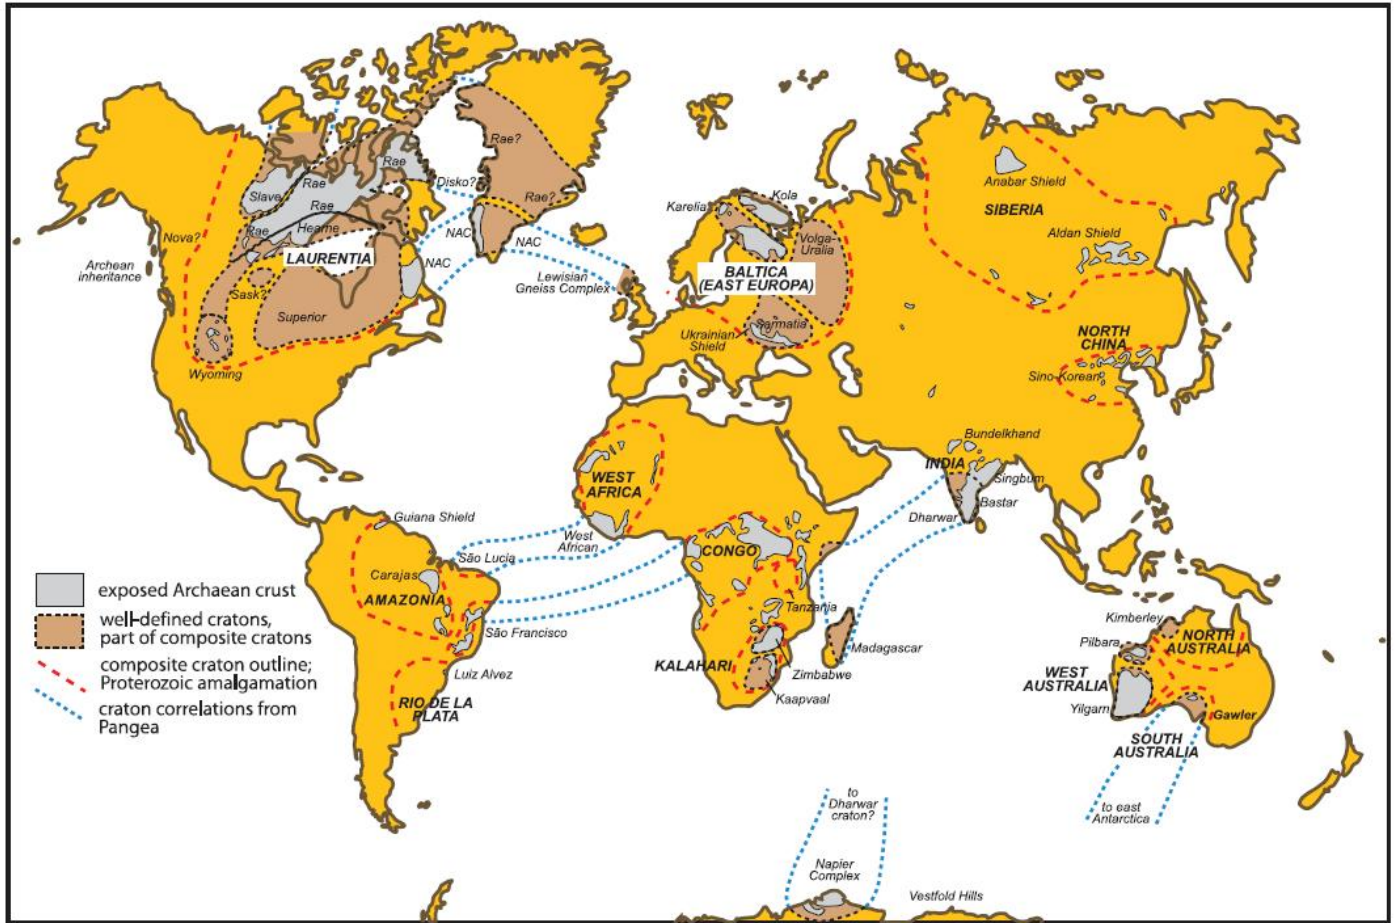 Rae?
Rae
Disko?
Rae?
Slave
Rae
Rae
Nova?
Rae
Hearne
NAC
NAC
NAC
Archean
inheritance
LAURENTIA
Sask?
Superior
Wyoming
Lewisian
Gneiss Complex
Kola
Karelia
Volga-
Uralia
BALTICA
(EAST EUROPA)
Sarmatia
Ukrainian
Shield
Anabar Shield
SIBERIA
Aldan Shield
NORTH
CHINA
Sino-Korean
Bundelkhand
INDIA
Singbum
Bastar
Dharwar
WEST
AFRICA
West
African
Guiana Shield
São Lucia
Carajas
AMAZONIA
São Francisco
Luiz Alvez
RIO DE LA
PLATA
CONGO
Tanzania
Madagascar
KALAHARI
Zimbabwe
Kaapvaal
Kimberley
Pilbara
NORTH
AUSTRALIA
WEST
AUSTRALIA
Yilgarn
Gawler
SOUTH
AUSTRALIA
to east
Antarctica
to
Dharwar
craton?
Napier
Complex
Vestfold Hills
exposed Archaean crust
well-defined cratons,
part of composite cratons
composite craton outline;
Proterozoic amalgamation
craton correlations from
Pangea